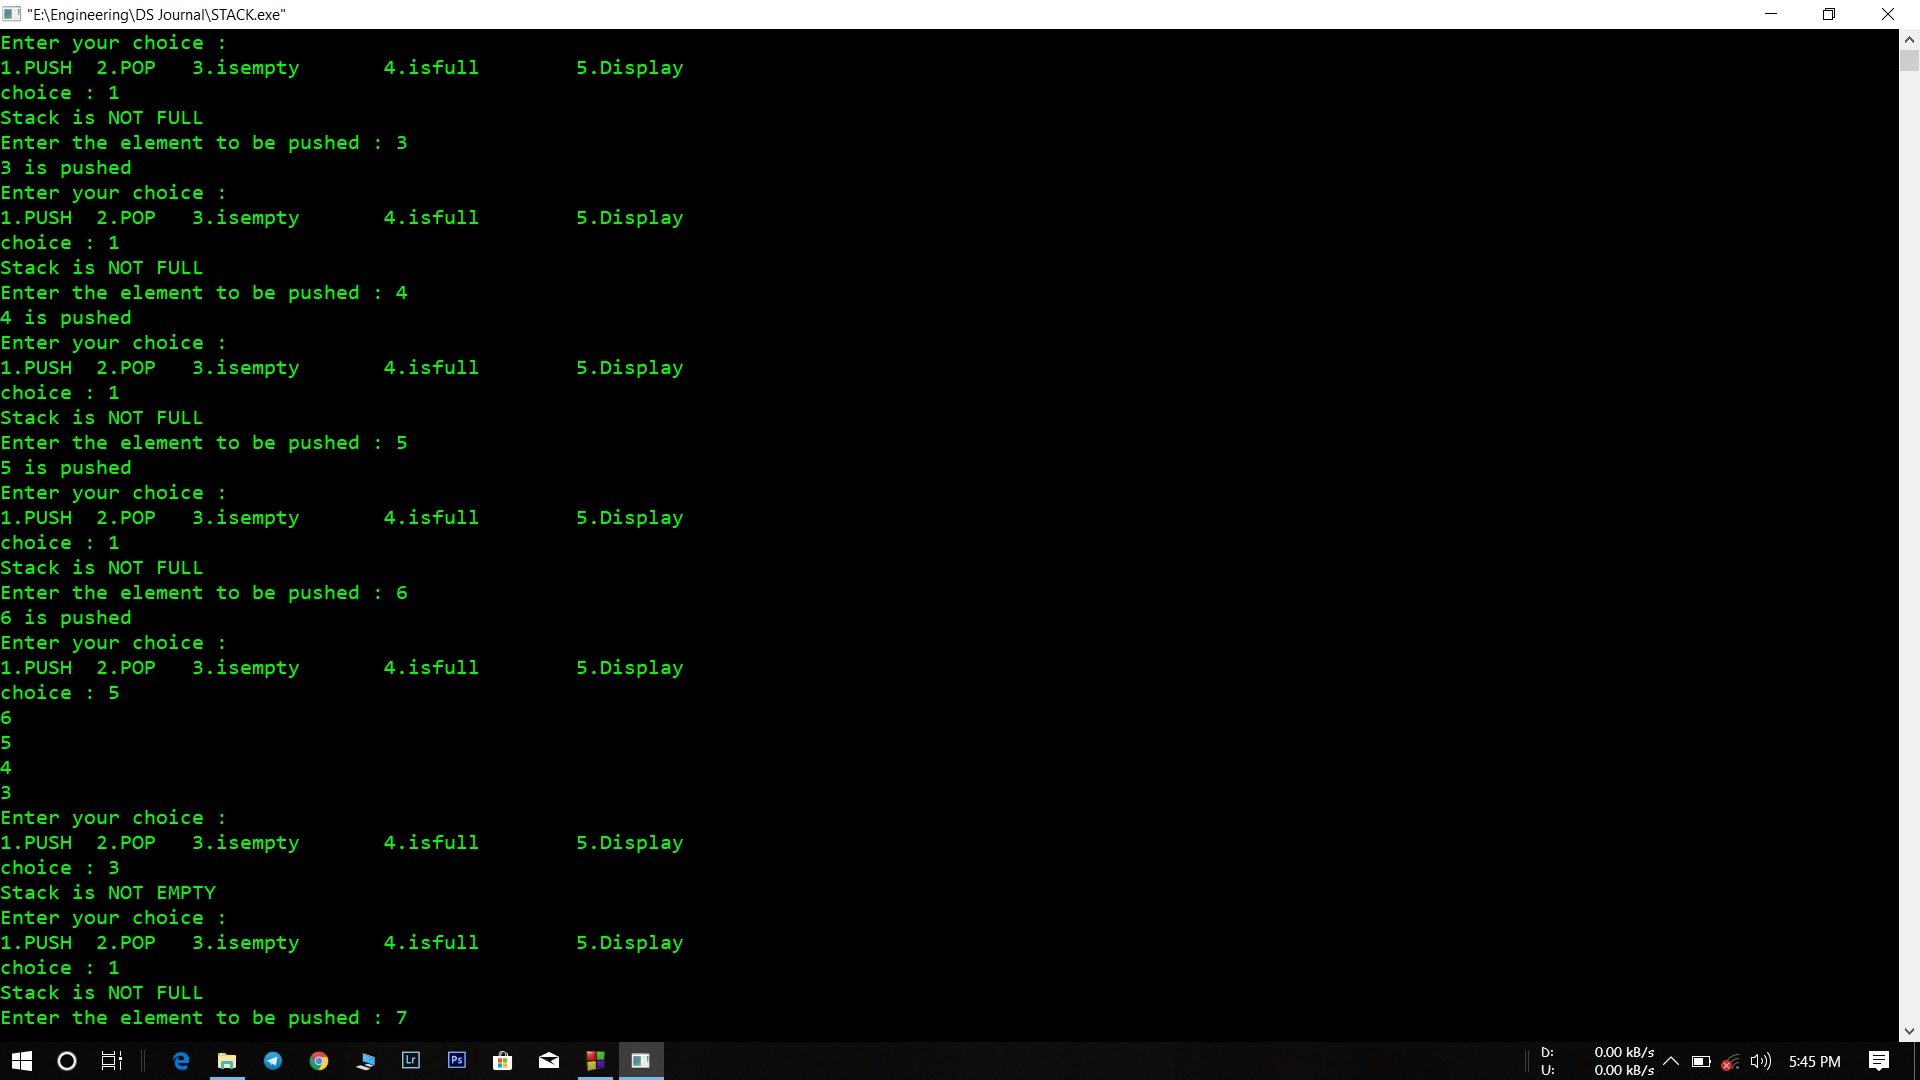 "E:\Engineering\DS Journal\STACK.exe"
Enter your choice :
1.PUSH  2.POP   3.isempty       4.isfull        5.Display
choice : 1
Stack is NOT FULL
Enter the element to be pushed : 3
3 is pushed
Enter your choice :
1.PUSH  2.POP   3.isempty       4.isfull        5.Display
choice : 1
Stack is NOT FULL
Enter the element to be pushed : 4
4 is pushed
Enter your choice :
1.PUSH  2.POP   3.isempty       4.isfull        5.Display
choice : 1
Stack is NOT FULL
Enter the element to be pushed : 5
5 is pushed
Enter your choice :
1.PUSH  2.POP   3.isempty       4.isfull        5.Display
choice : 1
Stack is NOT FULL
Enter the element to be pushed : 6
6 is pushed
Enter your choice :
1.PUSH  2.POP   3.isempty       4.isfull        5.Display
choice : 5
6
5
4
3
Enter your choice :
1.PUSH  2.POP   3.isempty       4.isfull        5.Display
choice : 3
Stack is NOT EMPTY
Enter your choice :
1.PUSH  2.POP   3.isempty       4.isfull        5.Display
choice : 1
Stack is NOT FULL
Enter the element to be pushed : 7
Lr
Ps
D: 0.00 kB/s
U: 0.00 kB/s
5:45 PM